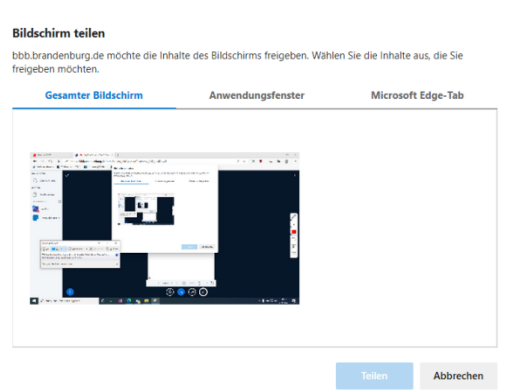 Bildschirm teilen
bbb.brandenburg.de möchte die Inhalte des Bildschirms freigeben. Wählen Sie die Inhalte aus, die Sie
freigeben möchten.
Gesamter Bildschirm Anwendungsfenster Microsoft Edge-Tab
Teilen Abbrechen